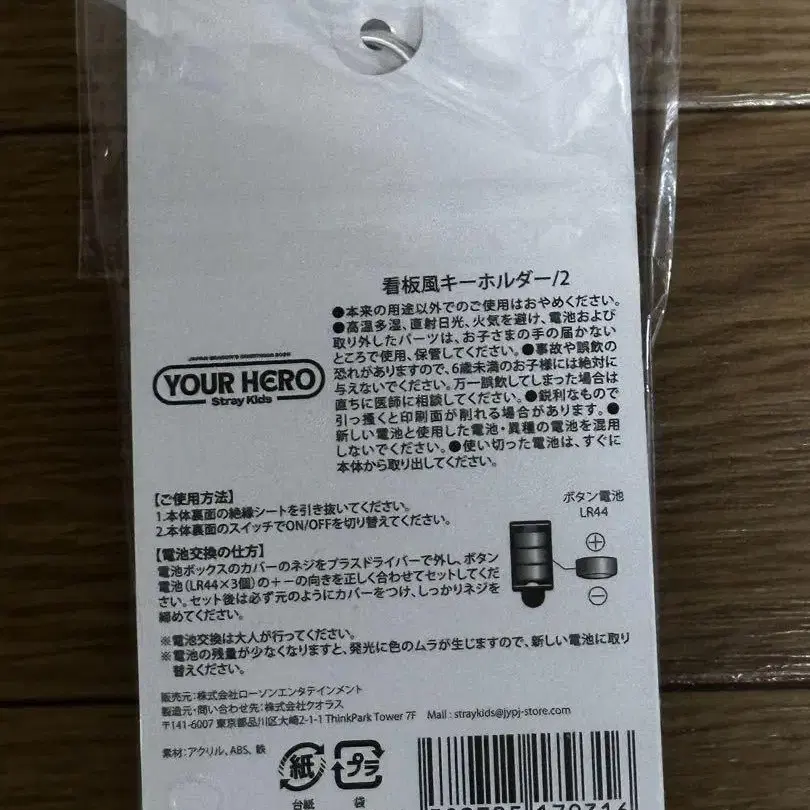 看板風キーホルダー/2
●本来の用途以外でのご使用はおやめください。
●高温多湿、直射日光、火気を避け、電池および
取り外したパーツは、お子さまの手の届かない
ところで使用、保管してください。●事故や誤飲の
恐れがありますので、6歳未満のお子様には絶対に
与えないでください。万一誤飲してしまった場合は
直ちに医師に相談してください。●鋭利なもので
引っ掻くと印刷面が削れる場合があります。●
新しい電池と使用した電池・異種の電池を混用
しないでください。●使い切った電池は、すぐに
本体から取り出してください。
YOUR HERO
Stray Kids
【ご使用方法】
1.本体裏面の絶縁シートを引き抜いてください。
2.本体裏面のスイッチでON/OFFを切り替えてください。
ボタン電池
LR44
【電池交換の仕方】
電池ボックスのカバーのネジをプラスドライバーで外し、ボタン
電池(LR44×3個)の＋－の向きを正しく合わせてセットしてくだ
さい。セット後は必ず元のようにカバーをつけ、しっかりネジを
締めてください。
※電池交換は大人が行ってください。
※電池の残量が少なくなりますと、発光に色のムラが生じますので、新しい電池に取り
替えください。
販売元：株式会社ローソンエンタテインメント
製造元・問い合わせ先：株式会社クオラス
〒141-6007 東京都品川区大崎2-1-1 ThinkPark Tower 7F Mail : straykids@jypj-store.com
素材：アクリル、ABS、鉄
紙
プラ
台紙
袋